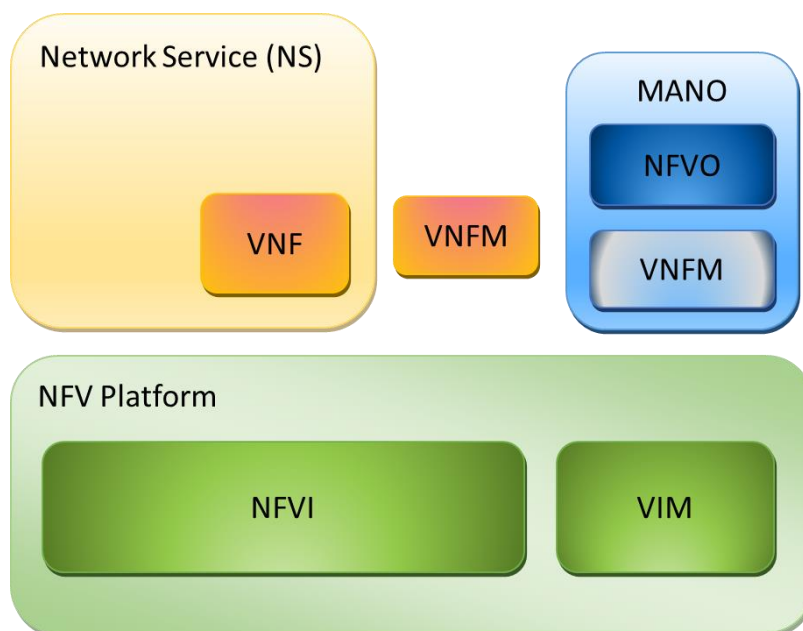 Network Service (NS)
MANO
NFVO
VNF
VNFM
VNFM
NFV Platform
NFVI
VIM